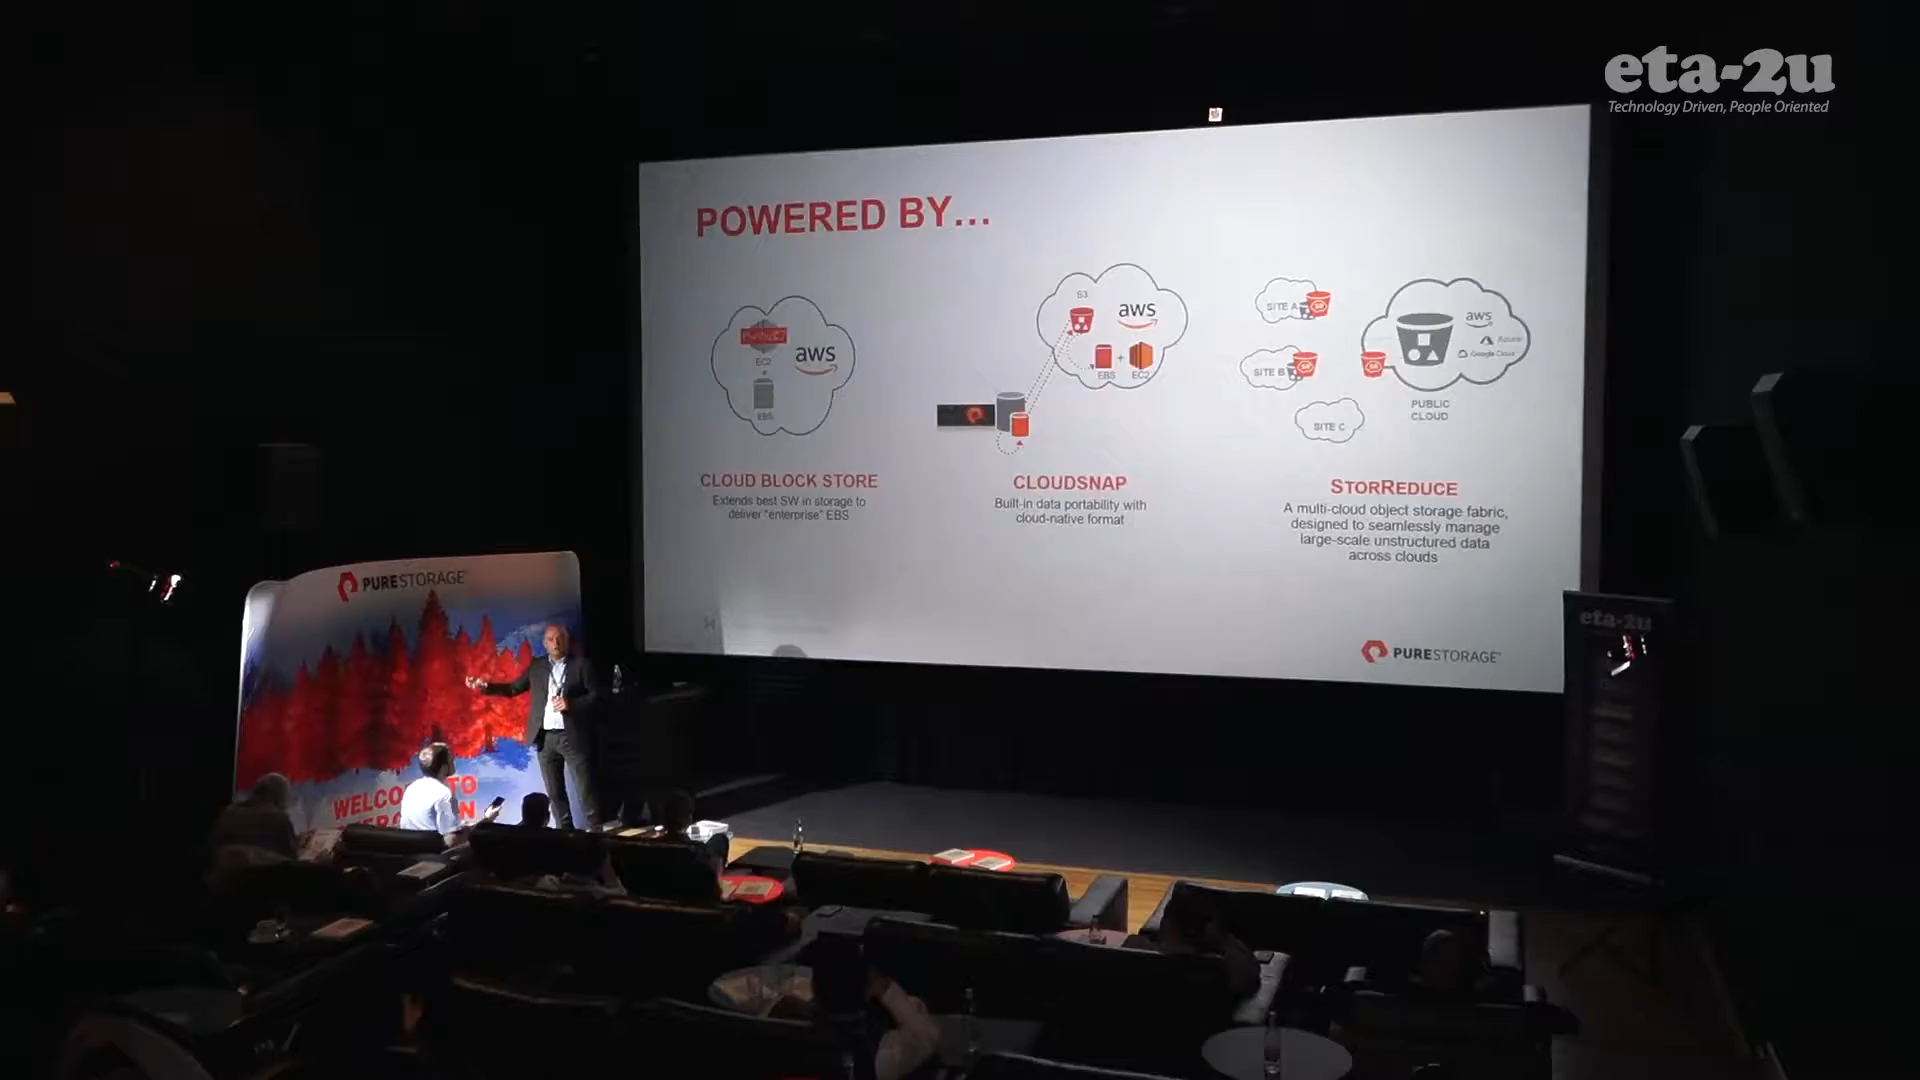 eta-2u
Technology Driven, People Oriented
POWERED BY...
EC2
+
EBS
aws
S3
aws
EBS + EC2
SITE A
SITE B
SITE C
aws
Azure
Google Cloud
PUBLIC
CLOUD
CLOUD BLOCK STORE
Extends best SW in storage to
deliver "enterprise" EBS
CLOUDSNAP
Built-in data portability with
cloud-native format
STORREDUCE
A multi-cloud object storage fabric,
designed to seamlessly manage
large-scale unstructured data
across clouds
PURESTORAGE
PURESTORAGE
eta-2u